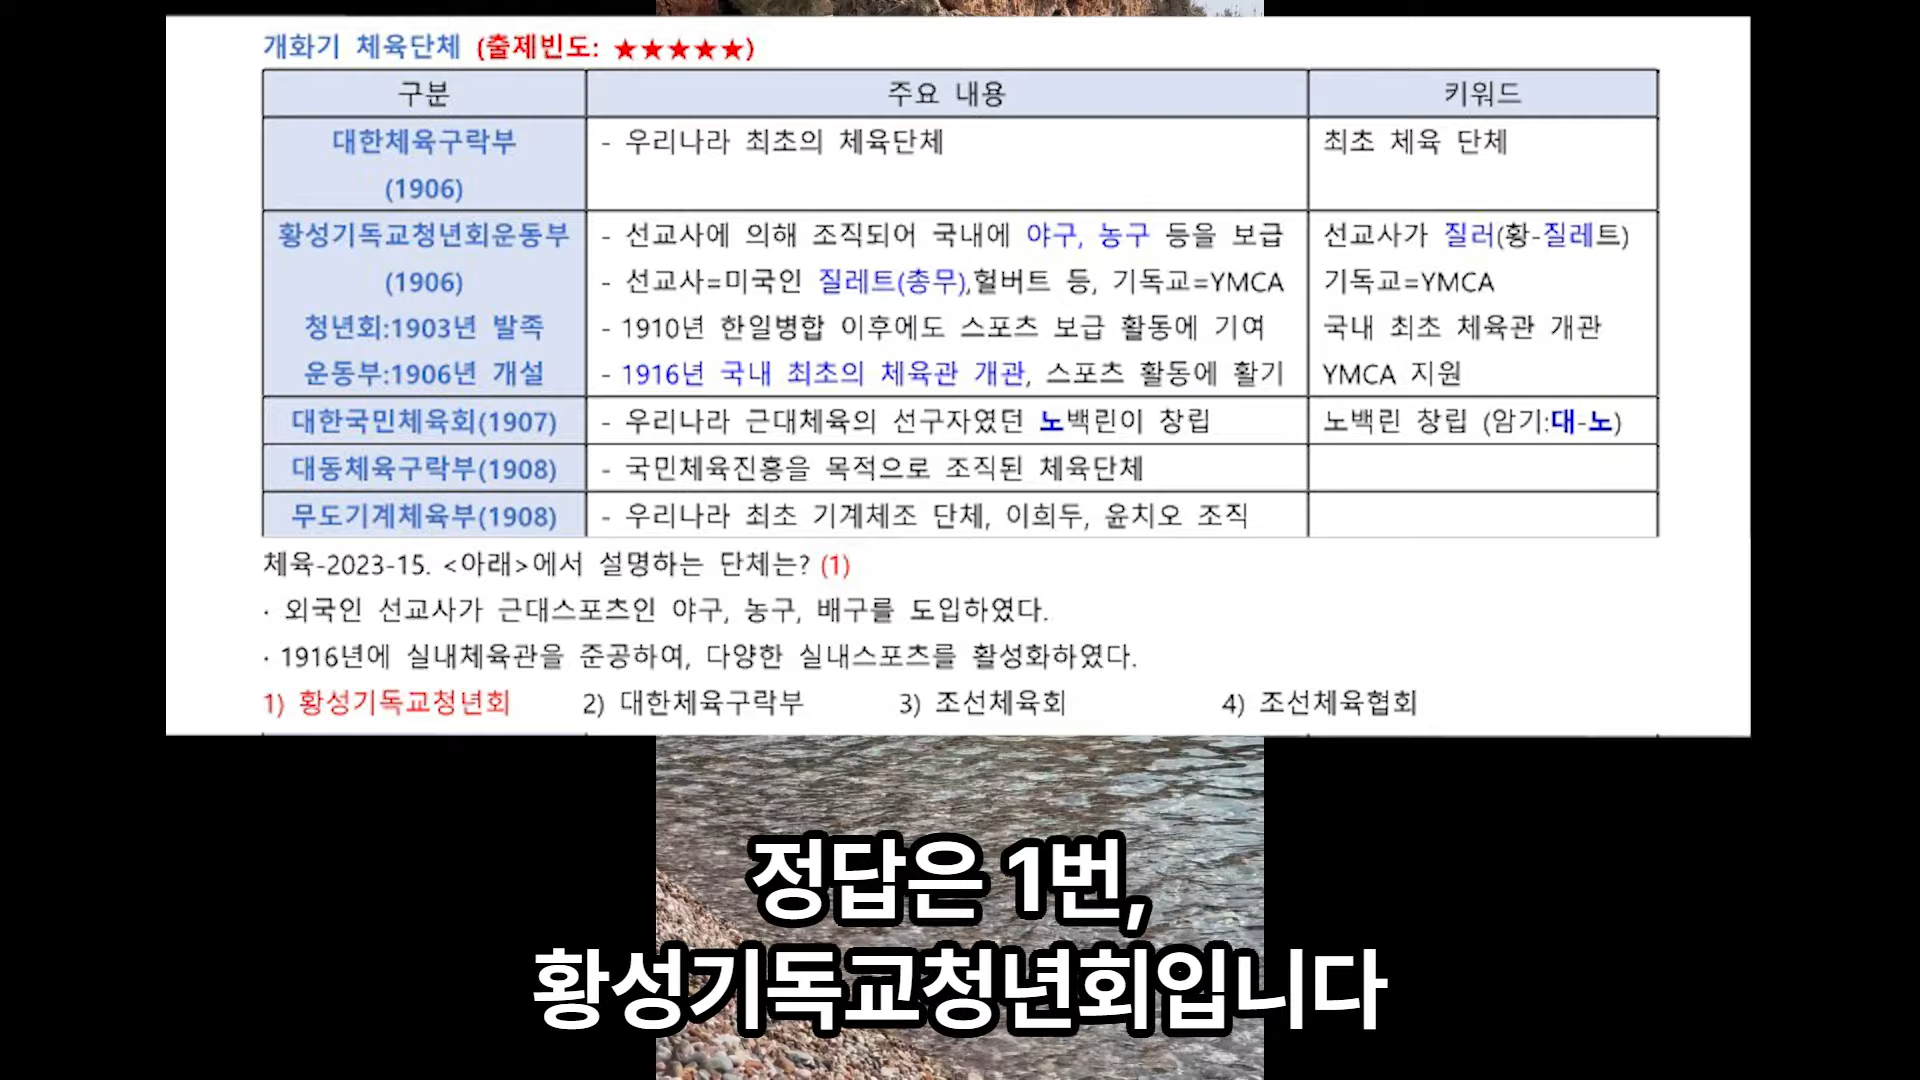 개화기 체육단체 (출제빈도: ★★★★★)
구분 주요 내용 키워드
대한체육구락부 - 우리나라 최초의 체육단체 최초 체육 단체
(1906)
황성기독교청년회운동부 - 선교사에 의해 조직되어 국내에 야구, 농구 등을 보급 선교사가 질러(황-질레트)
(1906) - 선교사=미국인 질레트(총무),헐버트 등, 기독교=YMCA 기독교=YMCA
청년회:1903년 발족 - 1910년 한일병합 이후에도 스포츠 보급 활동에 기여 국내 최초 체육관 개관
운동부:1906년 개설 - 1916년 국내 최초의 체육관 개관, 스포츠 활동에 활기 YMCA 지원
대한국민체육회(1907) - 우리나라 근대체육의 선구자였던 노백린이 창립 노백린 창립 (암기:대-노)
대동체육구락부(1908) - 국민체육진흥을 목적으로 조직된 체육단체
무도기계체육부(1908) - 우리나라 최초 기계체조 단체, 이희두, 윤치오 조직
체육-2023-15. <아래>에서 설명하는 단체는? (1)
· 외국인 선교사가 근대스포츠인 야구, 농구, 배구를 도입하였다.
· 1916년에 실내체육관을 준공하여, 다양한 실내스포츠를 활성화하였다.
1) 황성기독교청년회 2) 대한체육구락부 3) 조선체육회 4) 조선체육협회
정답은 1번,
황성기독교청년회입니다